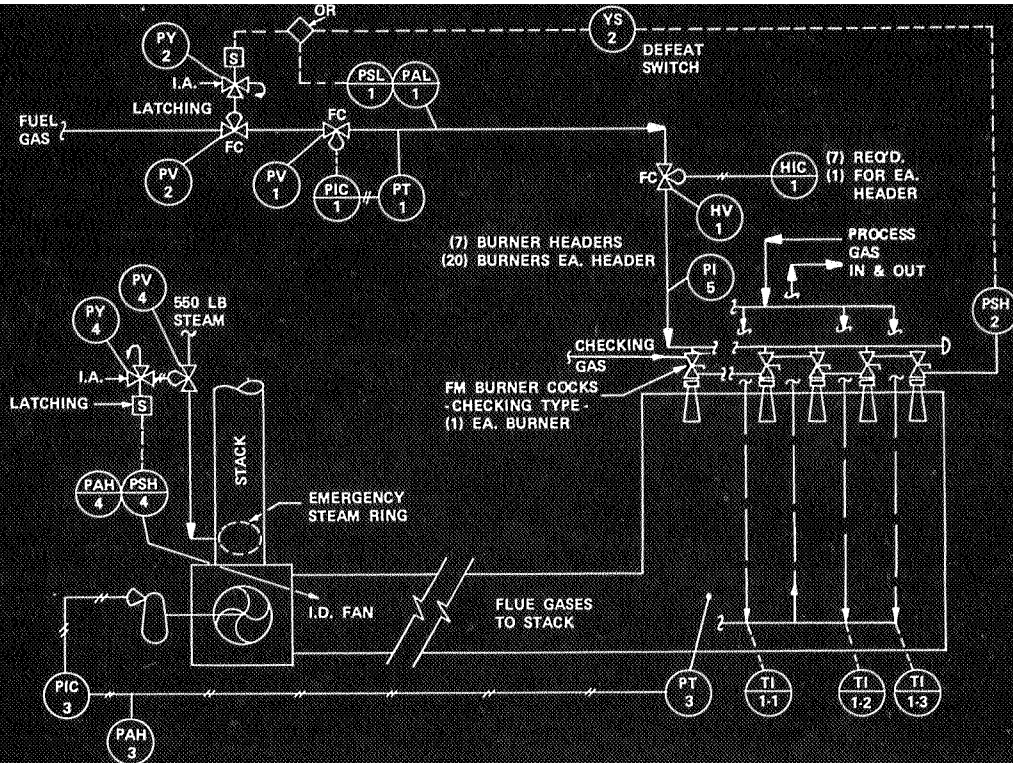 OR
PY
2
YS
2
DEFEAT
SWITCH
S
I.A.
PSL
1
PAL
1
LATCHING
FUEL
GAS
FC
FC
PV
2
PV
1
PIC
1
PT
1
FC
HIC
1
(7) REQ'D.
(1) FOR EA.
HEADER
HV
1
(7) BURNER HEADERS
(20) BURNERS EA. HEADER
PROCESS
GAS
IN & OUT
PI
5
PV
4
PY
4
550 LB
STEAM
PSH
2
I.A.
CHECKING
GAS
LATCHING
S
FM BURNER COCKS
- CHECKING TYPE -
(1) EA. BURNER
STACK
PAH
4
PSH
4
EMERGENCY
STEAM RING
I.D. FAN
FLUE GASES
TO STACK
PIC
3
PAH
3
PT
3
TI
1-1
TI
1-2
TI
1-3